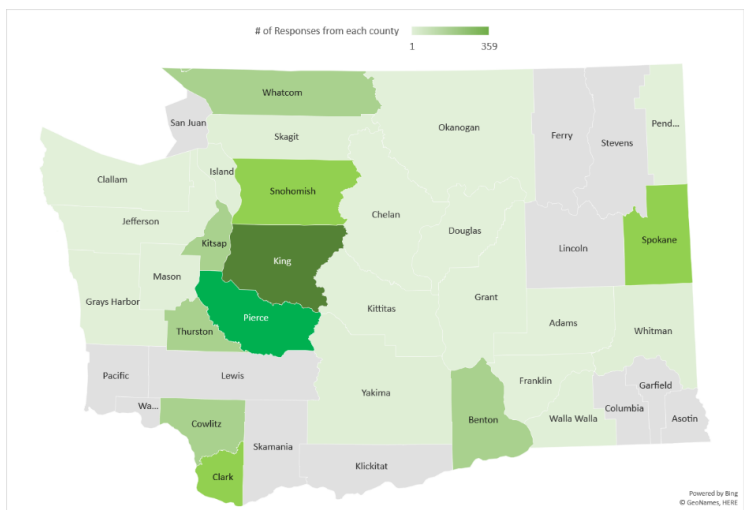 # of Responses from each county
1 359
Whatcom
San Juan
Skagit
Okanogan
Ferry
Stevens
Pend...
Island
Clallam
Snohomish
Jefferson
Chelan
Douglas
Kitsap
Lincoln
Spokane
King
Mason
Grays Harbor
Kittitas
Grant
Pierce
Adams
Thurston
Whitman
Pacific
Lewis
Yakima
Franklin
Garfield
Wa...
Cowlitz
Benton
Walla Walla
Columbia
Asotin
Skamania
Klickitat
Clark
Powered by Bing
© GeoNames, HERE